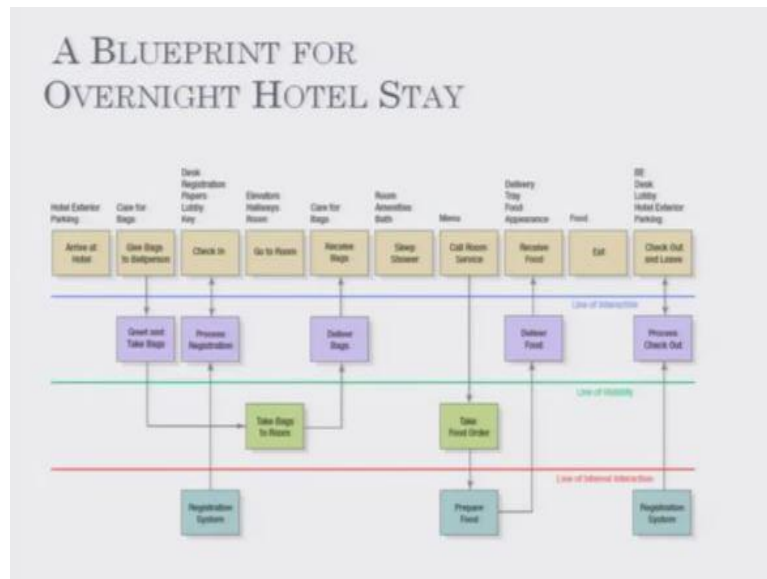 A BLUEPRINT FOR
OVERNIGHT HOTEL STAY
Hotel Exterior
Parking
Care for
Bags
Desk
Registration
Papers
Lobby
Key
Elevators
Hallways
Room
Care for
Bags
Room
Amenities
Bath
Menu
Delivery
Tray
Food
Appearance
Food
Desk
Lobby
Hotel Exterior
Parking
Arrive at
Hotel
Give Bags
to Bellperson
Check In
Go to Room
Receive
Bags
Sleep
Shower
Call Room
Service
Receive
Food
Eat
Check Out
and Leave
Line of Interaction
Greet and
Take Bags
Process
Registration
Deliver
Bags
Deliver
Food
Process
Check Out
Line of Visibility
Take Bags
to Room
Take
Food Order
Line of Internal Interaction
Registration
System
Prepare
Food
Registration
System